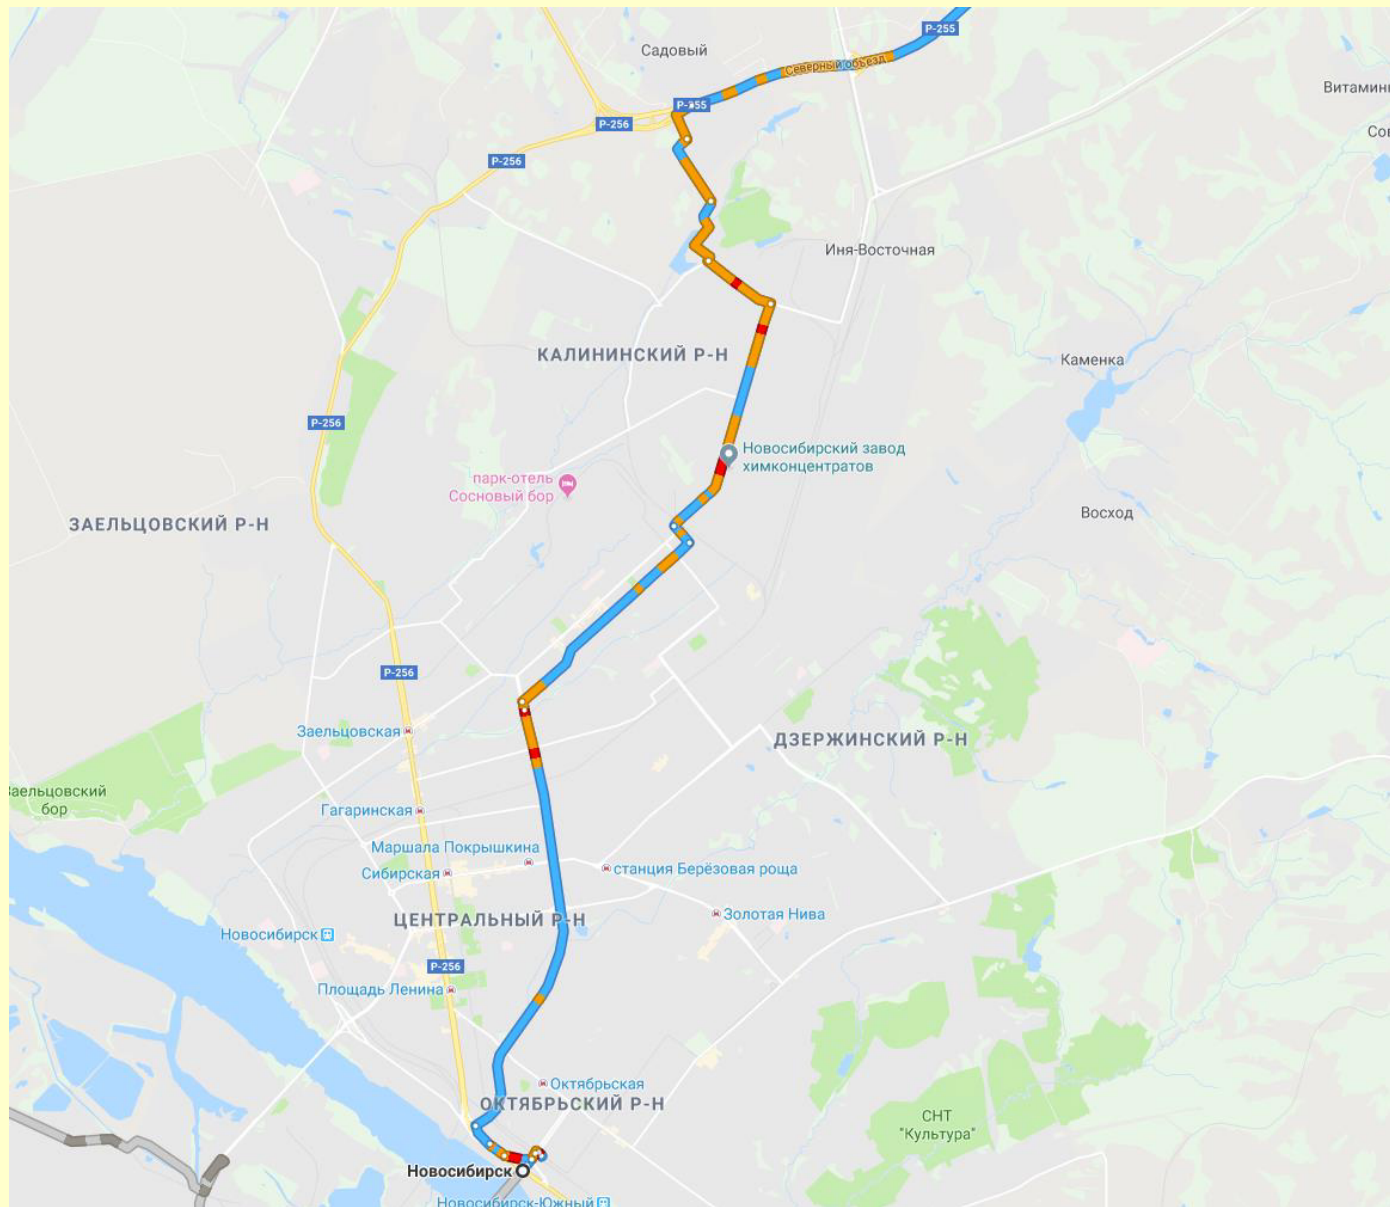 Р-255
Садовый
Северный объезд
Витамин
Р-255
Р-256
Со
Р-256
Иня-Восточная
КАЛИНИНСКИЙ Р-Н
Каменка
Р-256
Новосибирский завод
химконцентратов
парк-отель
Сосновый бор
ЗАЕЛЬЦОВСКИЙ Р-Н
Восход
Р-256
Заельцовская
ДЗЕРЖИНСКИЙ Р-Н
Заельцовский
бор
Гагаринская
Маршала Покрышкина
Сибирская
станция Берёзовая роща
ЦЕНТРАЛЬНЫЙ Р-Н
Золотая Нива
Новосибирск
Р-256
Площадь Ленина
Октябрьская
ОКТЯБРЬСКИЙ Р-Н
СНТ
"Культура"
Новосибирск
Новосибирск-Южный